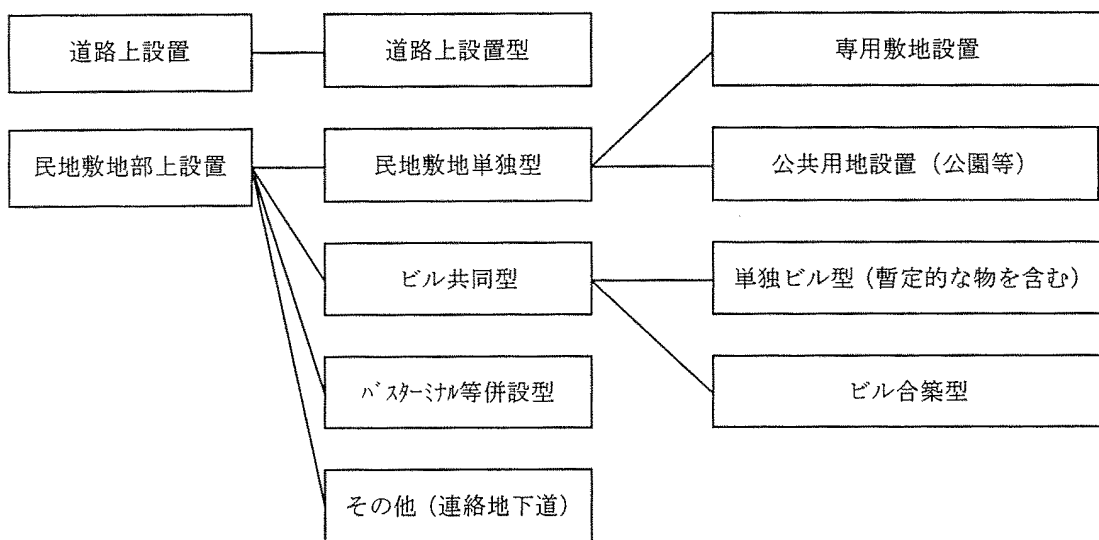 道路上設置
道路上設置型
専用敷地設置
民地敷地部上設置
民地敷地単独型
公共用地設置（公園等）
ビル共同型
単独ビル型（暫定的な物を含む）
ﾊﾞｽﾀｰﾐﾅﾙ等併設型
ビル合築型
その他（連絡地下道）